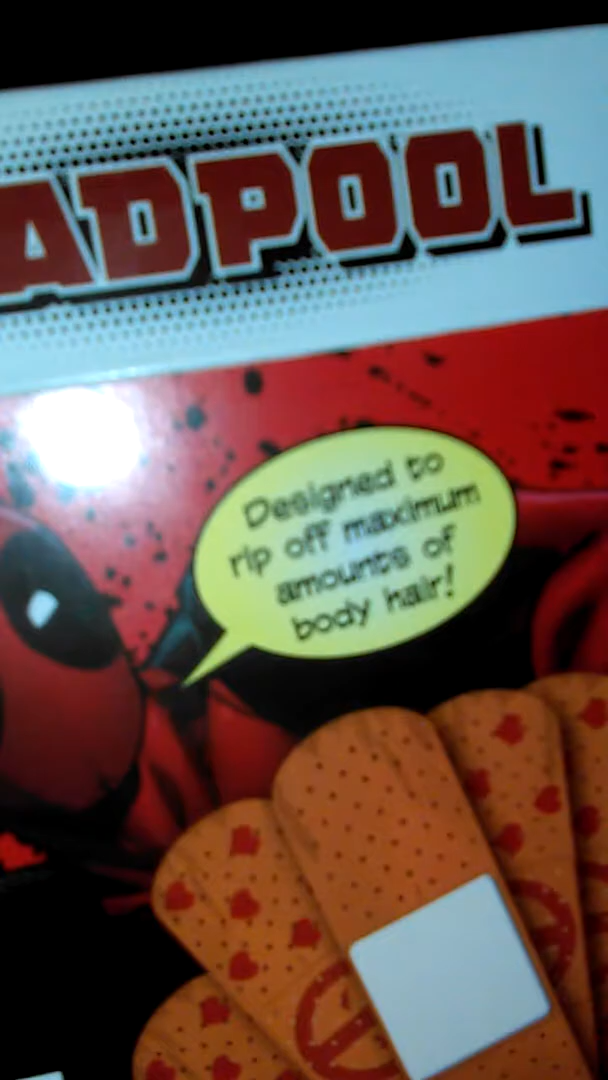 ADPOOL
Designed to
rip off maximum
amounts of
body hair!